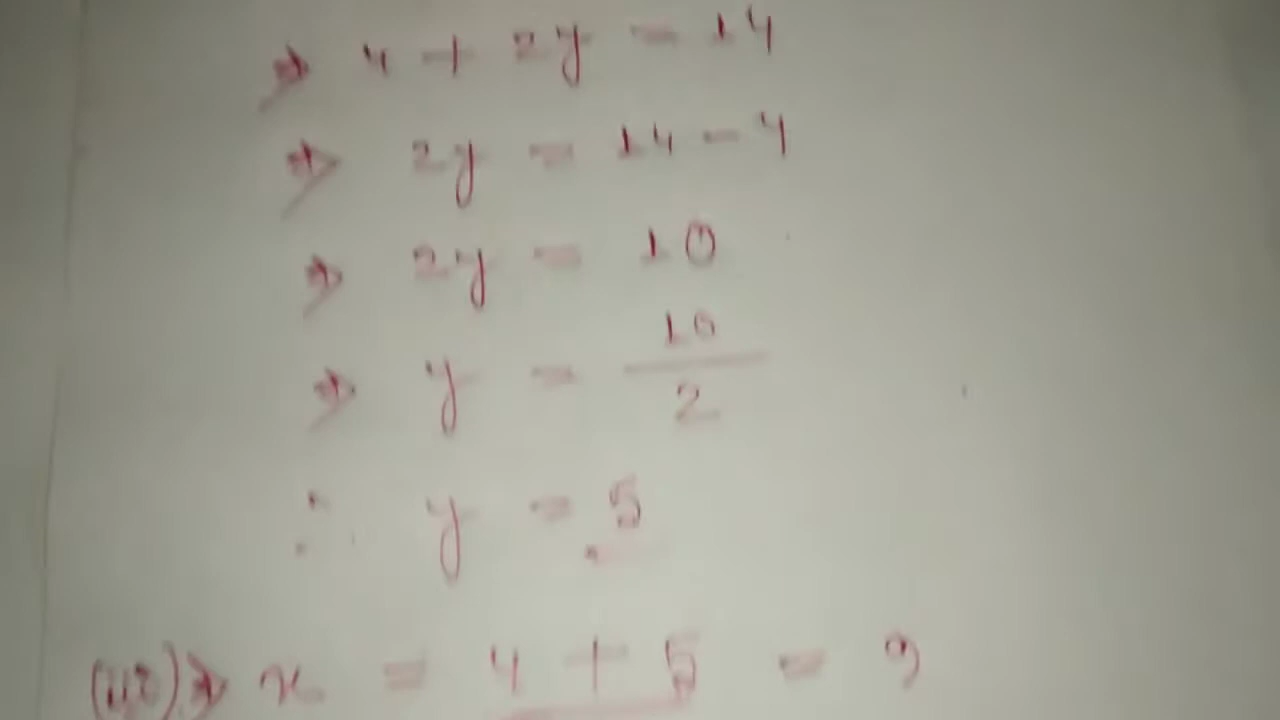 ⇒ 4 + 2y = 14
⇒ 2y = 14 - 4
⇒ 2y = 10
⇒ y = 10/2
∴ y = 5
⇒ x = 4 + 5 = 9